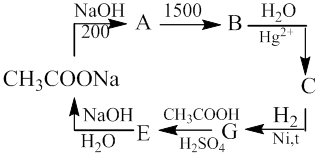 NaOH 1500 H₂O
200 A B Hg²⁺
CH₃COONa C
NaOH CH₃COOH H₂
H₂O E H₂SO₄ G Ni,t